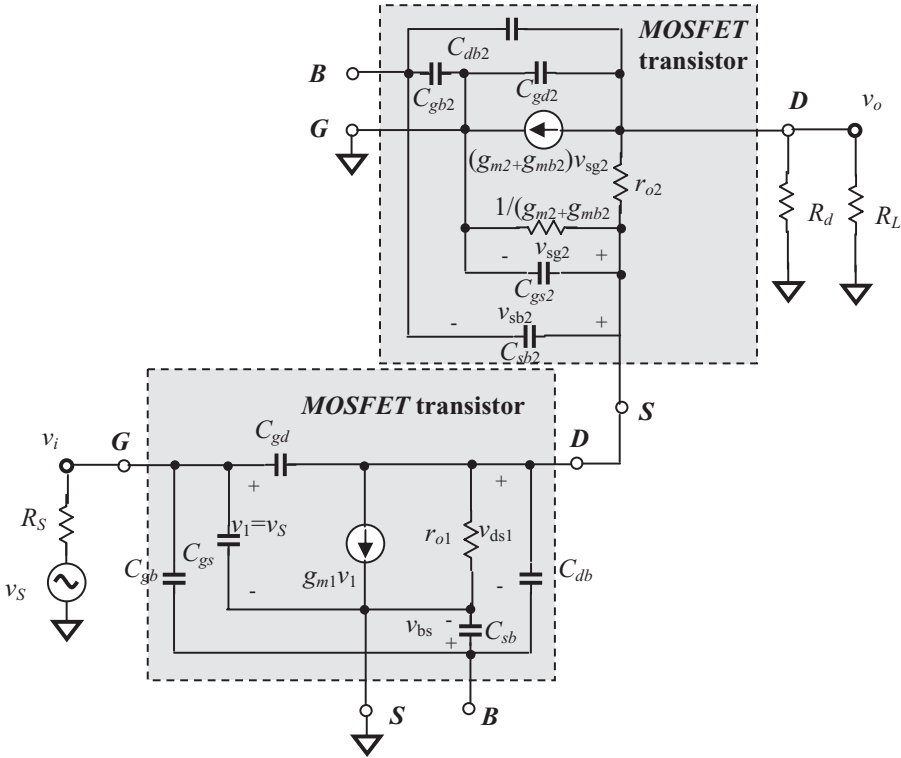 MOSFET
transistor
C_db2
B
C_gb2
C_gd2
D
v_o
G
(g_m2+g_mb2)v_sg2
r_o2
1/(g_m2+g_mb2
R_d
R_L
v_sg2
- +
C_gs2
v_sb2
- +
C_sb2
MOSFET transistor
S
v_i
G
C_gd
D
+
+
R_S
v_1=v_S
r_o1
v_ds1
C_gb
C_gs
g_m1v_1
C_db
v_S
-
-
v_bs
-
+
C_sb
S
B